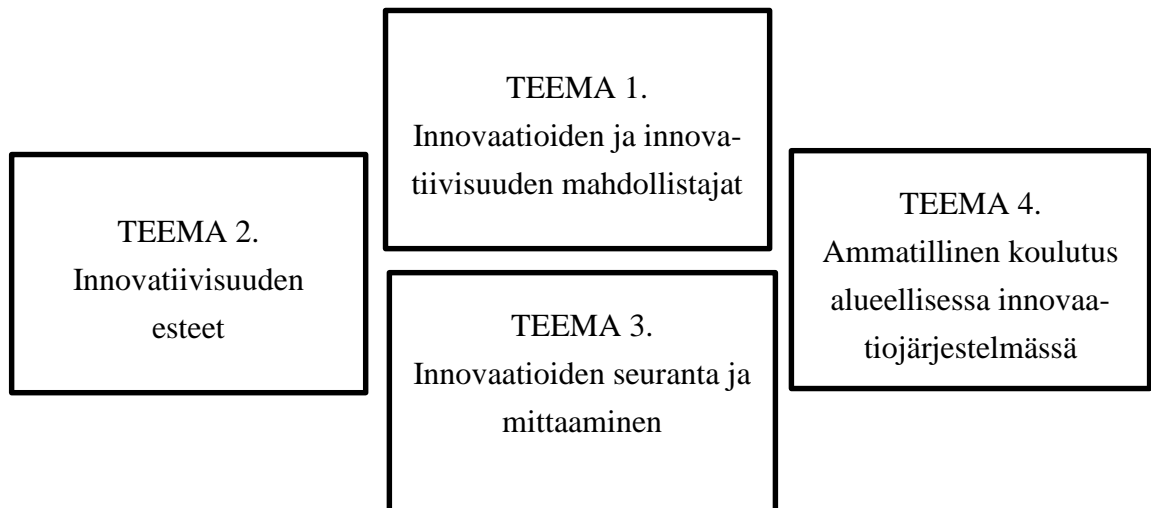 TEEMA 1.
Innovaatioiden ja innova-
tiivisuuden mahdollistajat
TEEMA 2.
Innovatiivisuuden
esteet
TEEMA 3.
Innovaatioiden seuranta ja
mittaaminen
TEEMA 4.
Ammatillinen koulutus
alueellisessa innovaa-
tiojärjestelmässä